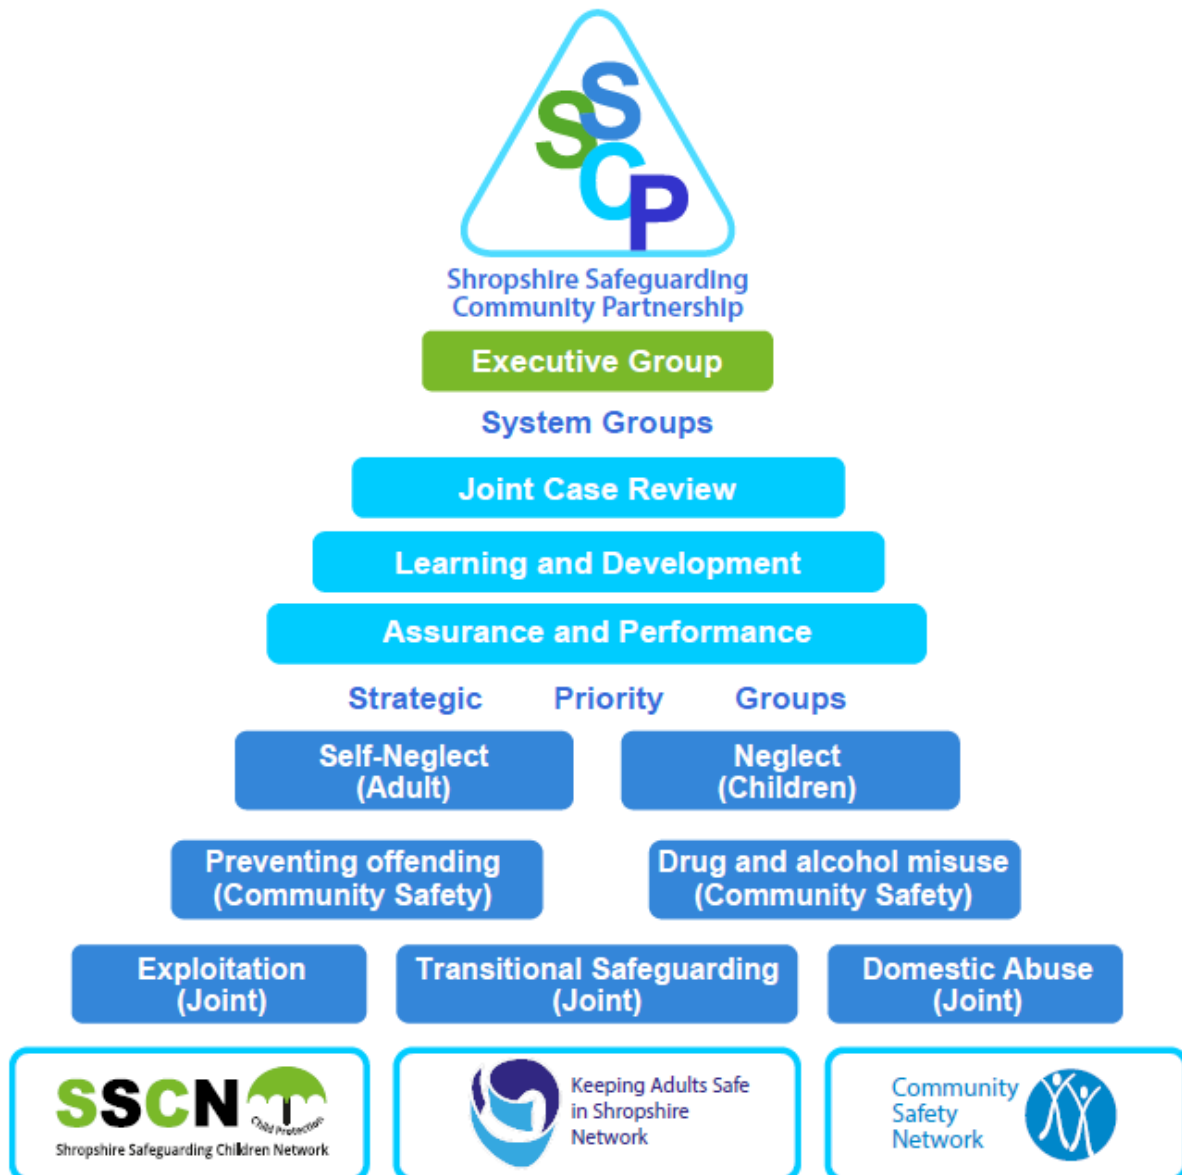 SSCP
Shropshire Safeguarding
Community Partnership
Executive Group
System Groups
Joint Case Review
Learning and Development
Assurance and Performance
Strategic Priority Groups
Self-Neglect
(Adult)
Neglect
(Children)
Preventing offending
(Community Safety)
Drug and alcohol misuse
(Community Safety)
Exploitation
(Joint)
Transitional Safeguarding
(Joint)
Domestic Abuse
(Joint)
SSCN
Child Protection
Shropshire Safeguarding Children Network
Keeping Adults Safe
in Shropshire
Network
Community
Safety
Network